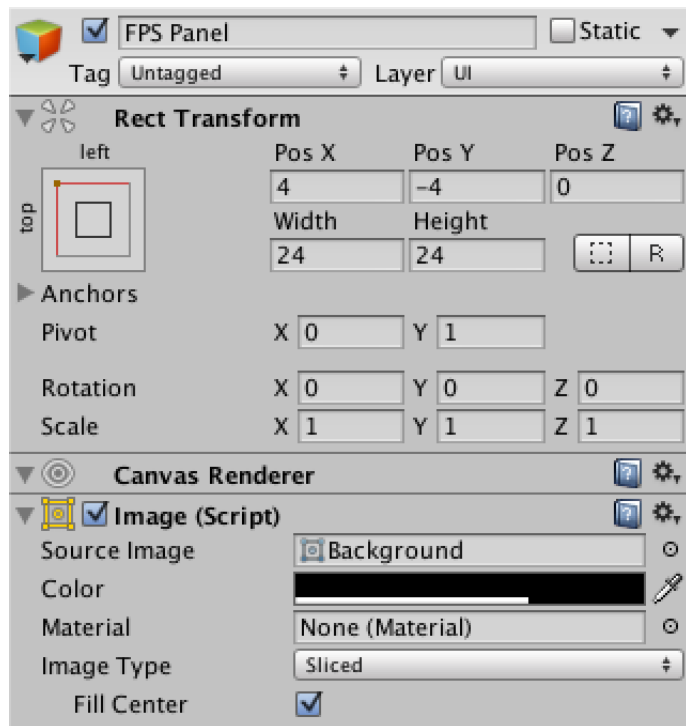 FPS Panel Static
Tag Untagged Layer UI
Rect Transform
left Pos X Pos Y Pos Z
4 -4 0
top Width Height
24 24 R
Anchors
Pivot X 0 Y 1
Rotation X 0 Y 0 Z 0
Scale X 1 Y 1 Z 1
Canvas Renderer
Image (Script)
Source Image Background
Color
Material None (Material)
Image Type Sliced
Fill Center